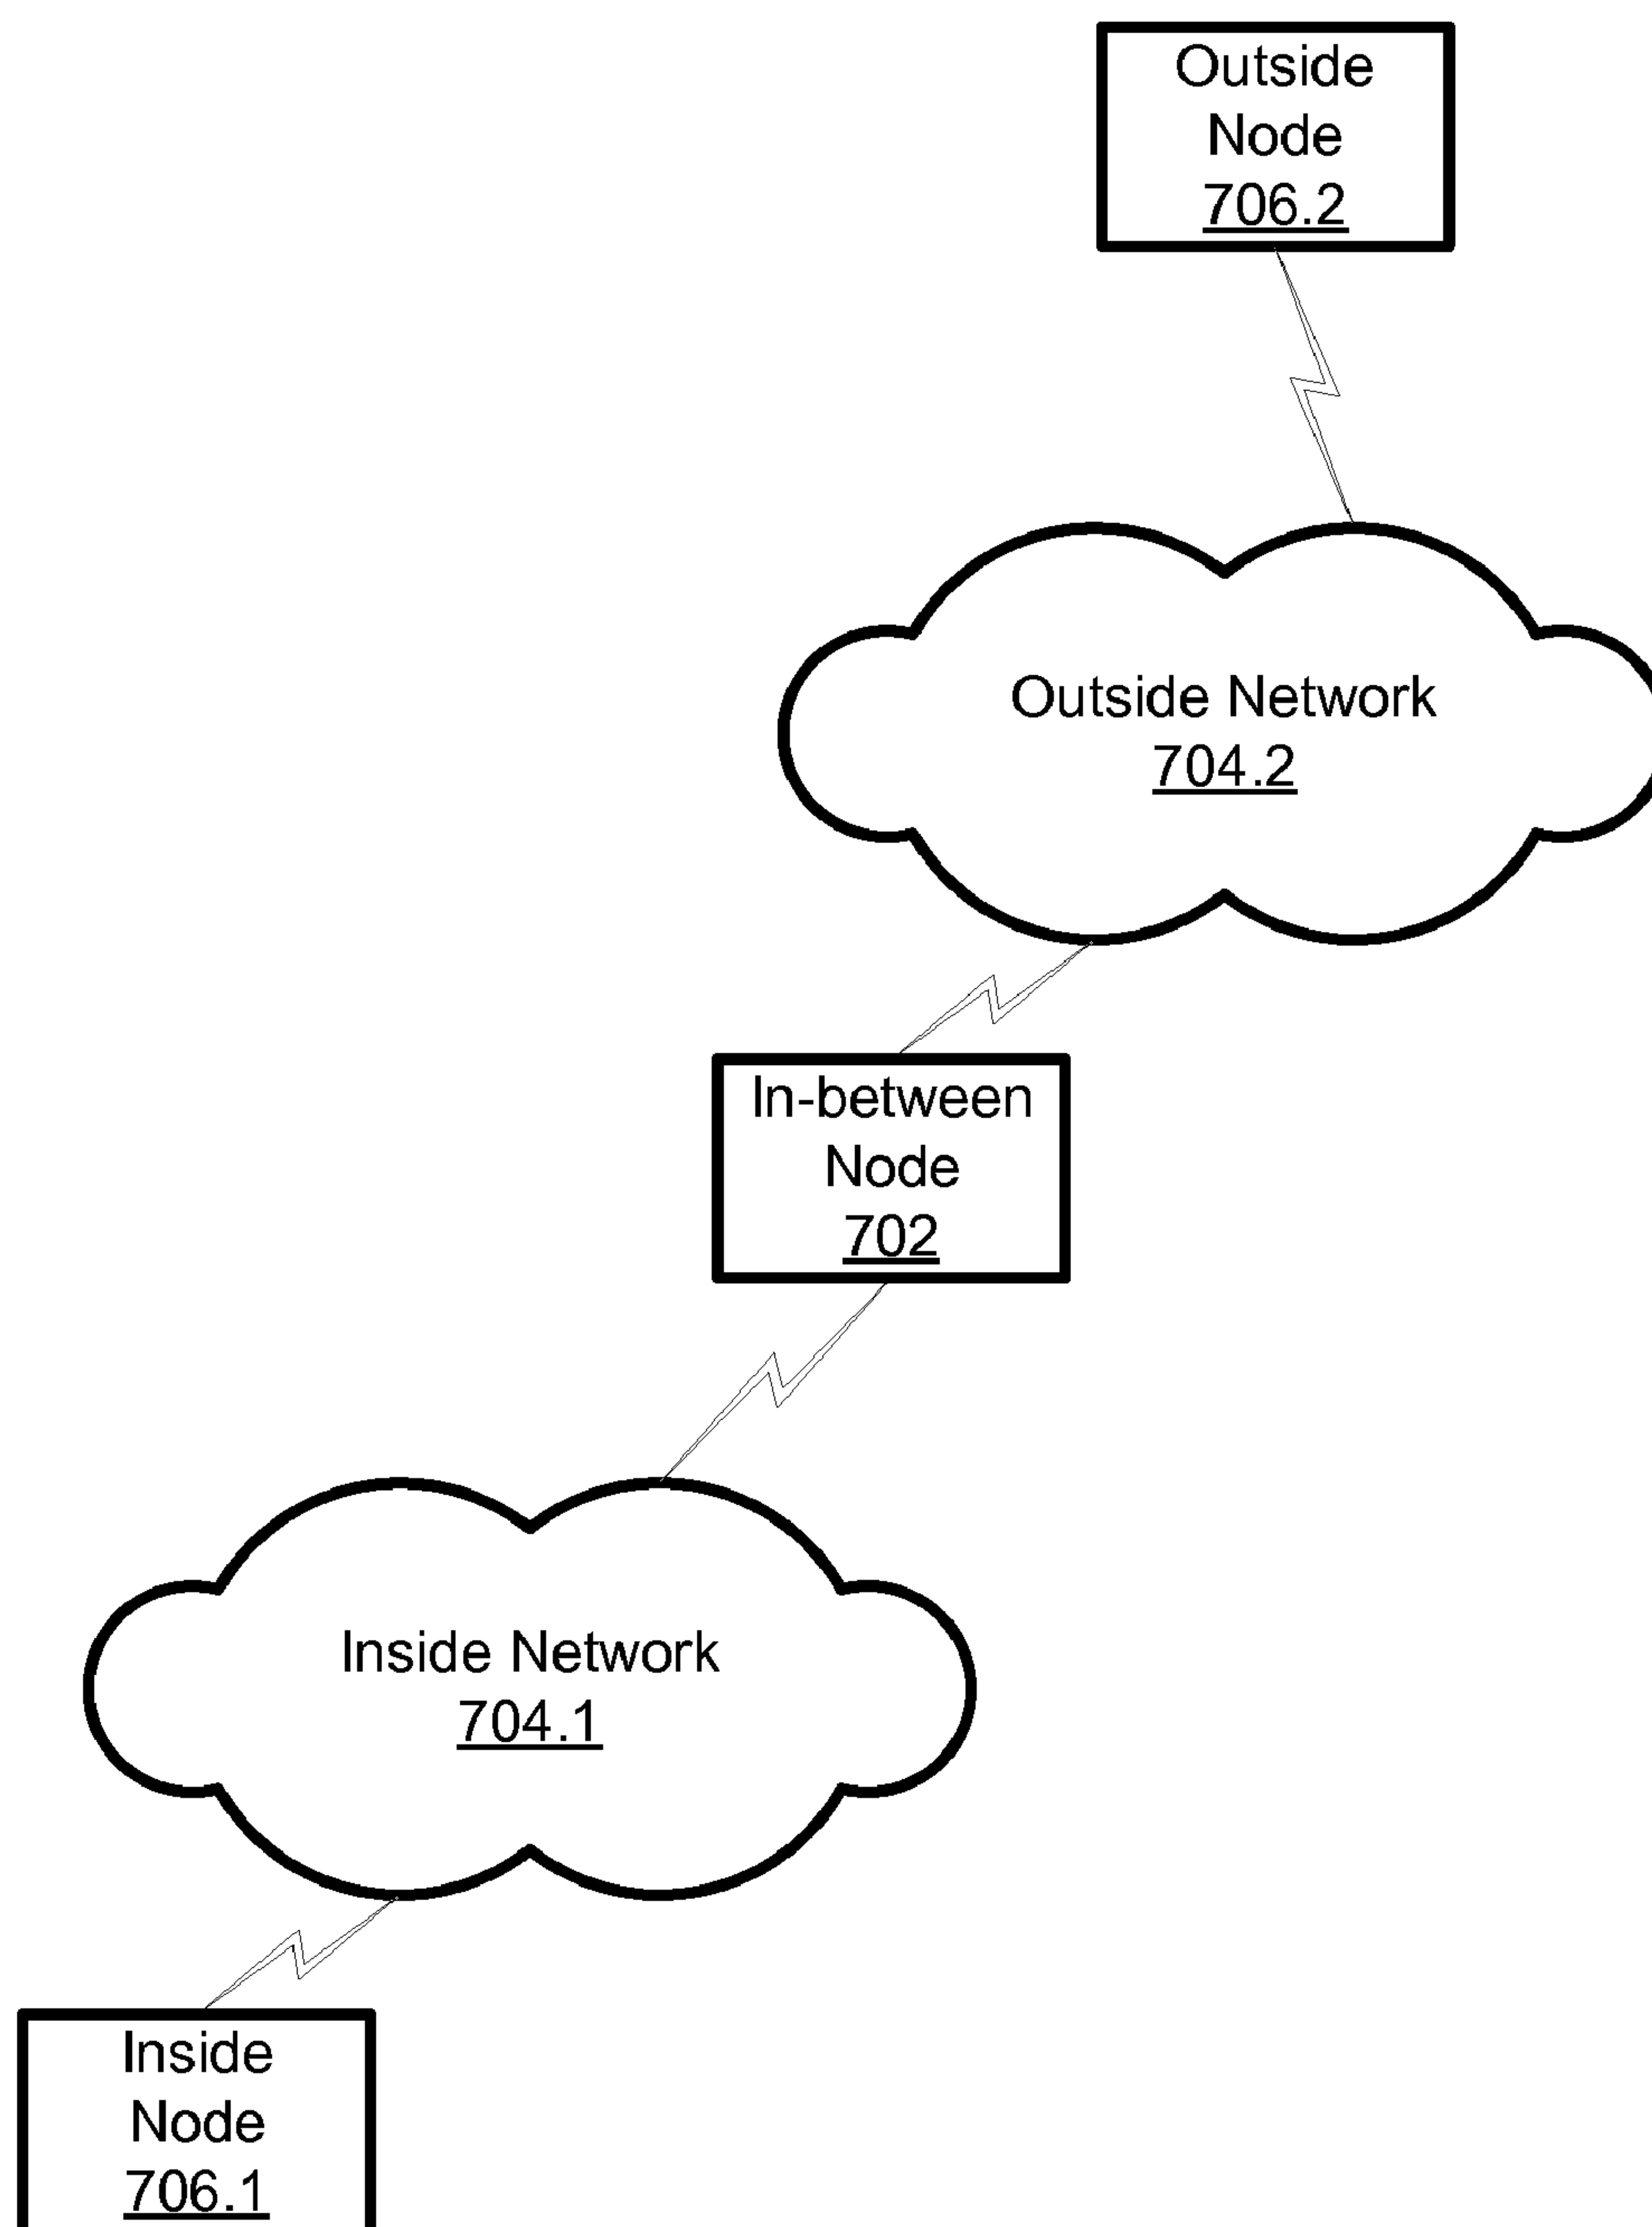 Outside
Node
706.2
Outside Network
704.2
In-between
Node
702
Inside Network
704.1
Inside
Node
706.1